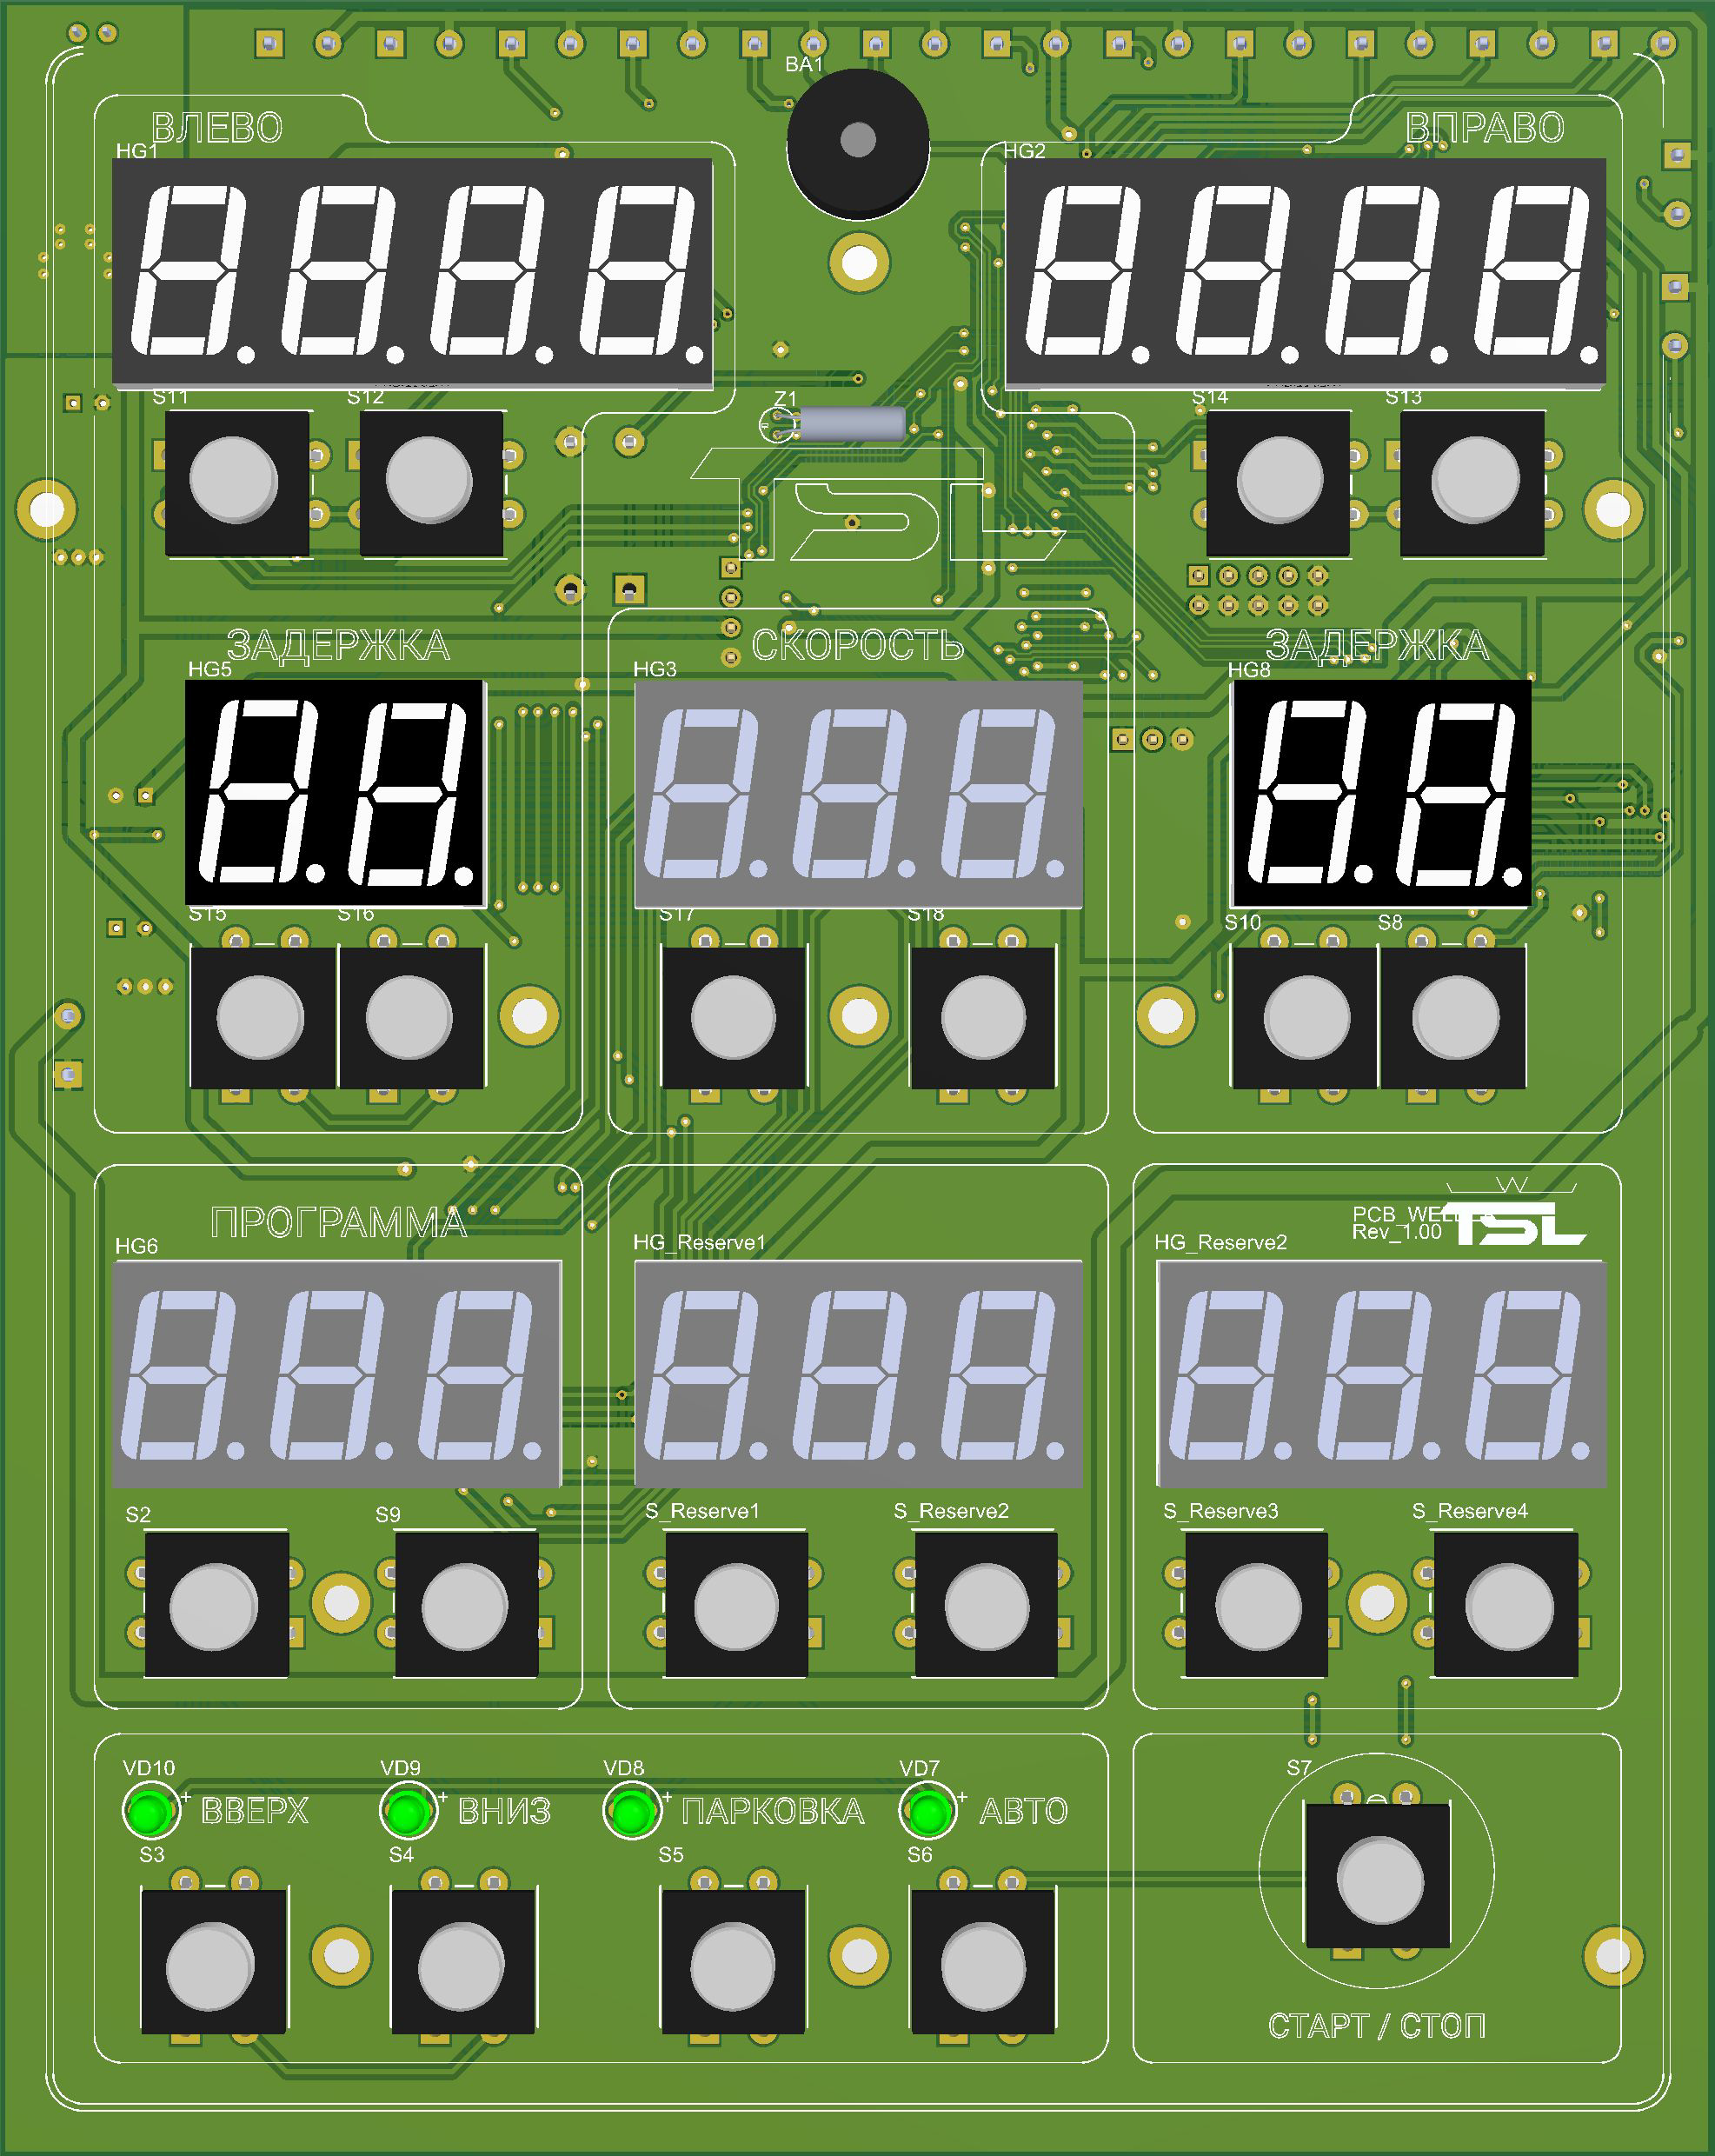 BA1
ВЛЕВО
ВПРАВО
HG1
HG2
S11
S12
Z1
S14
S13
TSL
ЗАДЕРЖКА
СКОРОСТЬ
ЗАДЕРЖКА
HG5
HG3
HG8
S15
S16
S17
S18
S10
S8
ПРОГРАММА
PCB_WEL
Rev_1.00
TSL
HG6
HG_Reserve1
HG_Reserve2
S2
S9
S_Reserve1
S_Reserve2
S_Reserve3
S_Reserve4
VD10
VD9
VD8
VD7
S7
+ ВВЕРХ
+ ВНИЗ
+ ПАРКОВКА
+ АВТО
S3
S4
S5
S6
СТАРТ / СТОП